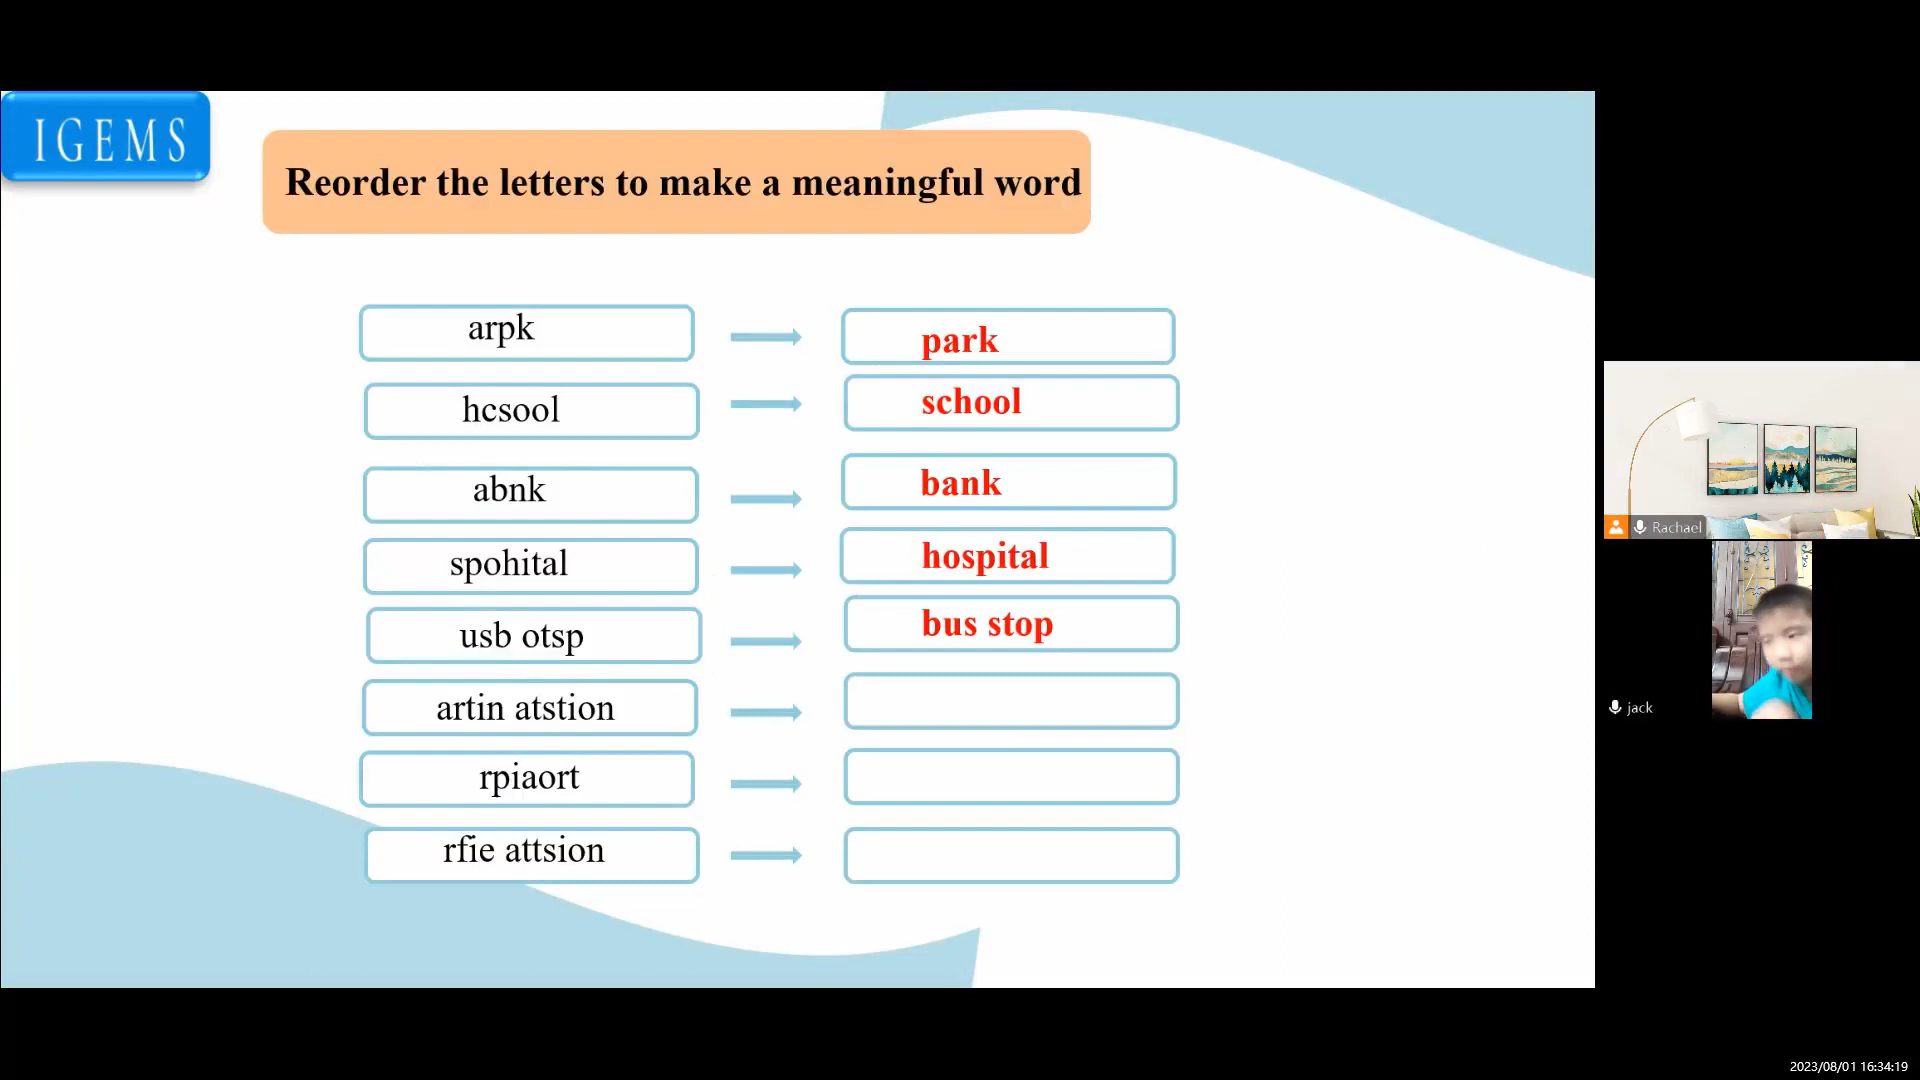 IGEMS
Reorder the letters to make a meaningful word
arpk
park
hcsool
school
abnk
bank
spohital
hospital
usb otsp
bus stop
artin atstion
rpiaort
rfie attsion
Rachael
jack
2023/08/01 16:34:19